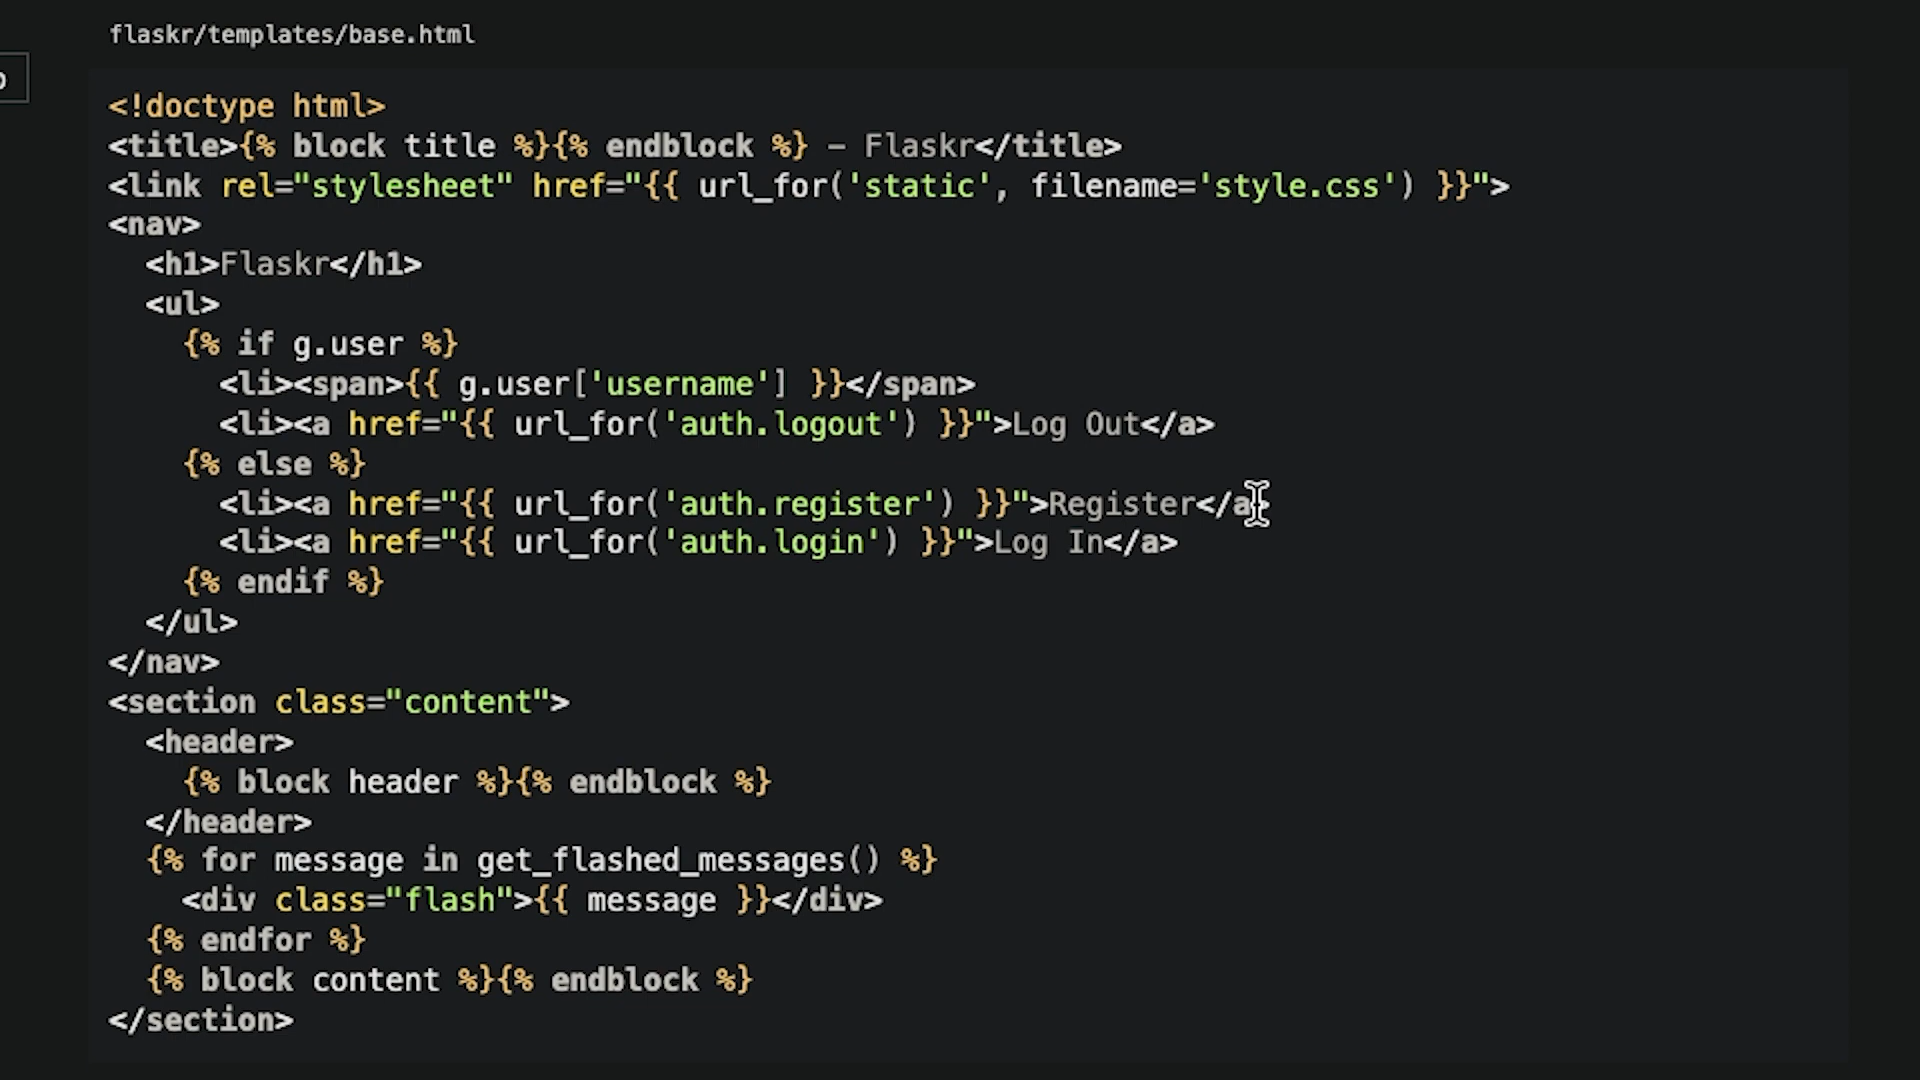 flaskr/templates/base.html
<!doctype html>
<title>{% block title %}{% endblock %} – Flaskr</title>
<link rel="stylesheet" href="{{ url_for('static', filename='style.css') }}">
<nav>
  <h1>Flaskr</h1>
  <ul>
    {% if g.user %}
      <li><span>{{ g.user['username'] }}</span>
      <li><a href="{{ url_for('auth.logout') }}">Log Out</a>
    {% else %}
      <li><a href="{{ url_for('auth.register') }}">Register</a>
      <li><a href="{{ url_for('auth.login') }}">Log In</a>
    {% endif %}
  </ul>
</nav>
<section class="content">
  <header>
    {% block header %}{% endblock %}
  </header>
  {% for message in get_flashed_messages() %}
    <div class="flash">{{ message }}</div>
  {% endfor %}
  {% block content %}{% endblock %}
</section>